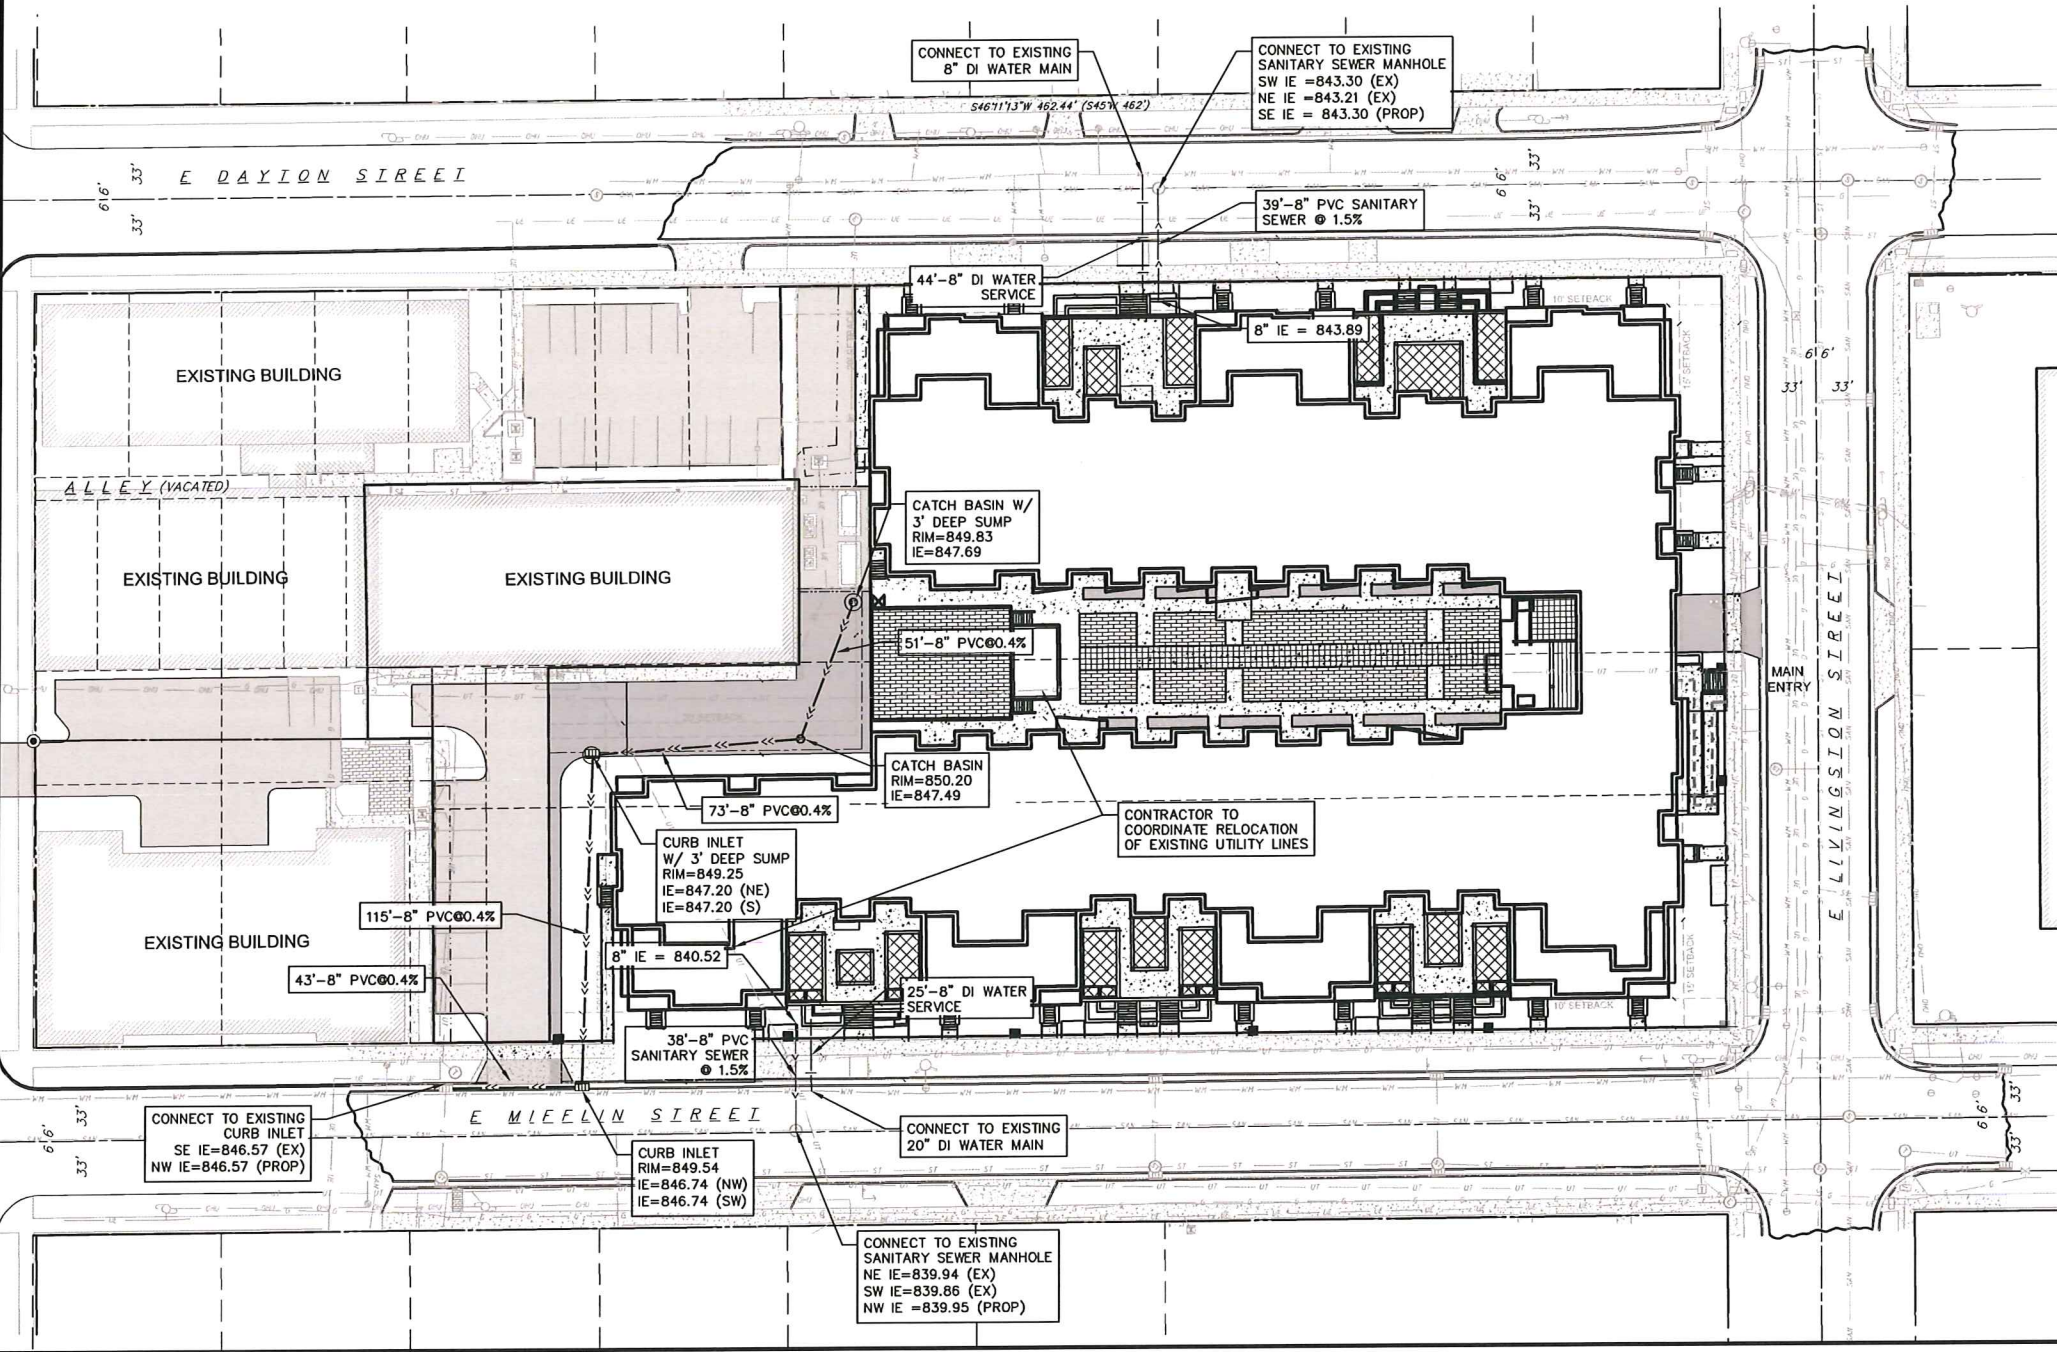 CONNECT TO EXISTING
8" DI WATER MAIN
CONNECT TO EXISTING
SANITARY SEWER MANHOLE
SW IE =843.30 (EX)
NE IE =843.21 (EX)
SE IE = 843.30 (PROP)
S46°11'13"W 462.44' (S45°W 462')
E DAYTON STREET
66'
33'
33'
66'
33'
33'
39'-8" PVC SANITARY
SEWER @ 1.5%
44'-8" DI WATER
SERVICE
8" IE = 843.89
10' SETBACK
15' SETBACK
66'
33'
33'
EXISTING BUILDING
ALLEY (VACATED)
EXISTING BUILDING
EXISTING BUILDING
CATCH BASIN W/
3' DEEP SUMP
RIM=849.83
IE=847.69
51'-8" PVC@0.4%
20' SETBACK
MAIN
ENTRY
E LIVINGSTON STREET
CATCH BASIN
RIM=850.20
IE=847.49
73'-8" PVC@0.4%
CONTRACTOR TO
COORDINATE RELOCATION
OF EXISTING UTILITY LINES
CURB INLET
W/ 3' DEEP SUMP
RIM=849.25
IE=847.20 (NE)
IE=847.20 (S)
115'-8" PVC@0.4%
EXISTING BUILDING
8" IE = 840.52
43'-8" PVC@0.4%
25'-8" DI WATER
SERVICE
10' SETBACK
15' SETBACK
38'-8" PVC
SANITARY SEWER
@ 1.5%
E MIFFLIN STREET
66'
33'
33'
66'
33'
33'
CONNECT TO EXISTING
CURB INLET
SE IE=846.57 (EX)
NW IE=846.57 (PROP)
CONNECT TO EXISTING
20" DI WATER MAIN
CURB INLET
RIM=849.54
IE=846.74 (NW)
IE=846.74 (SW)
CONNECT TO EXISTING
SANITARY SEWER MANHOLE
NE IE=839.94 (EX)
SW IE=839.86 (EX)
NW IE =839.95 (PROP)